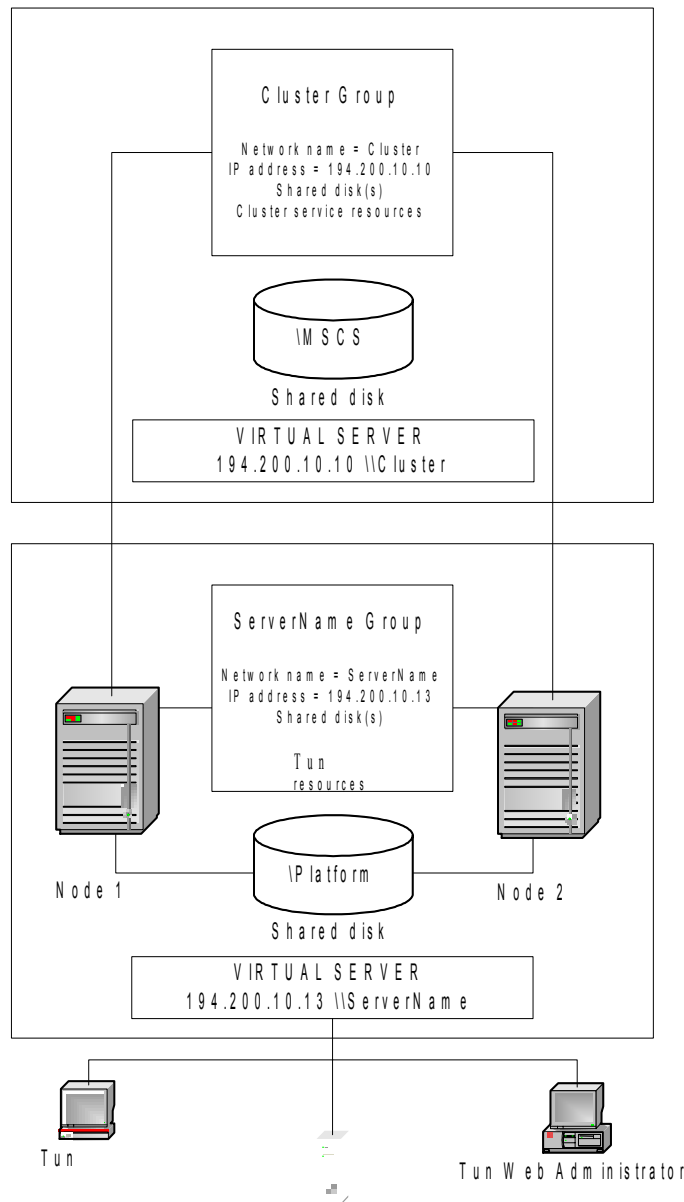 Cluster Group
Network name = Cluster
IP address = 194.200.10.10
Shared disk(s)
Cluster service resources
\MSCS
Shared disk
VIRTUAL SERVER
194.200.10.10 \\Cluster
ServerName Group
Network name = ServerName
IP address = 194.200.10.13
Shared disk(s)
Tun
resources
\Platform
Node 1
Node 2
Shared disk
VIRTUAL SERVER
194.200.10.13 \\ServerName
Tun
Tun Web Administrator